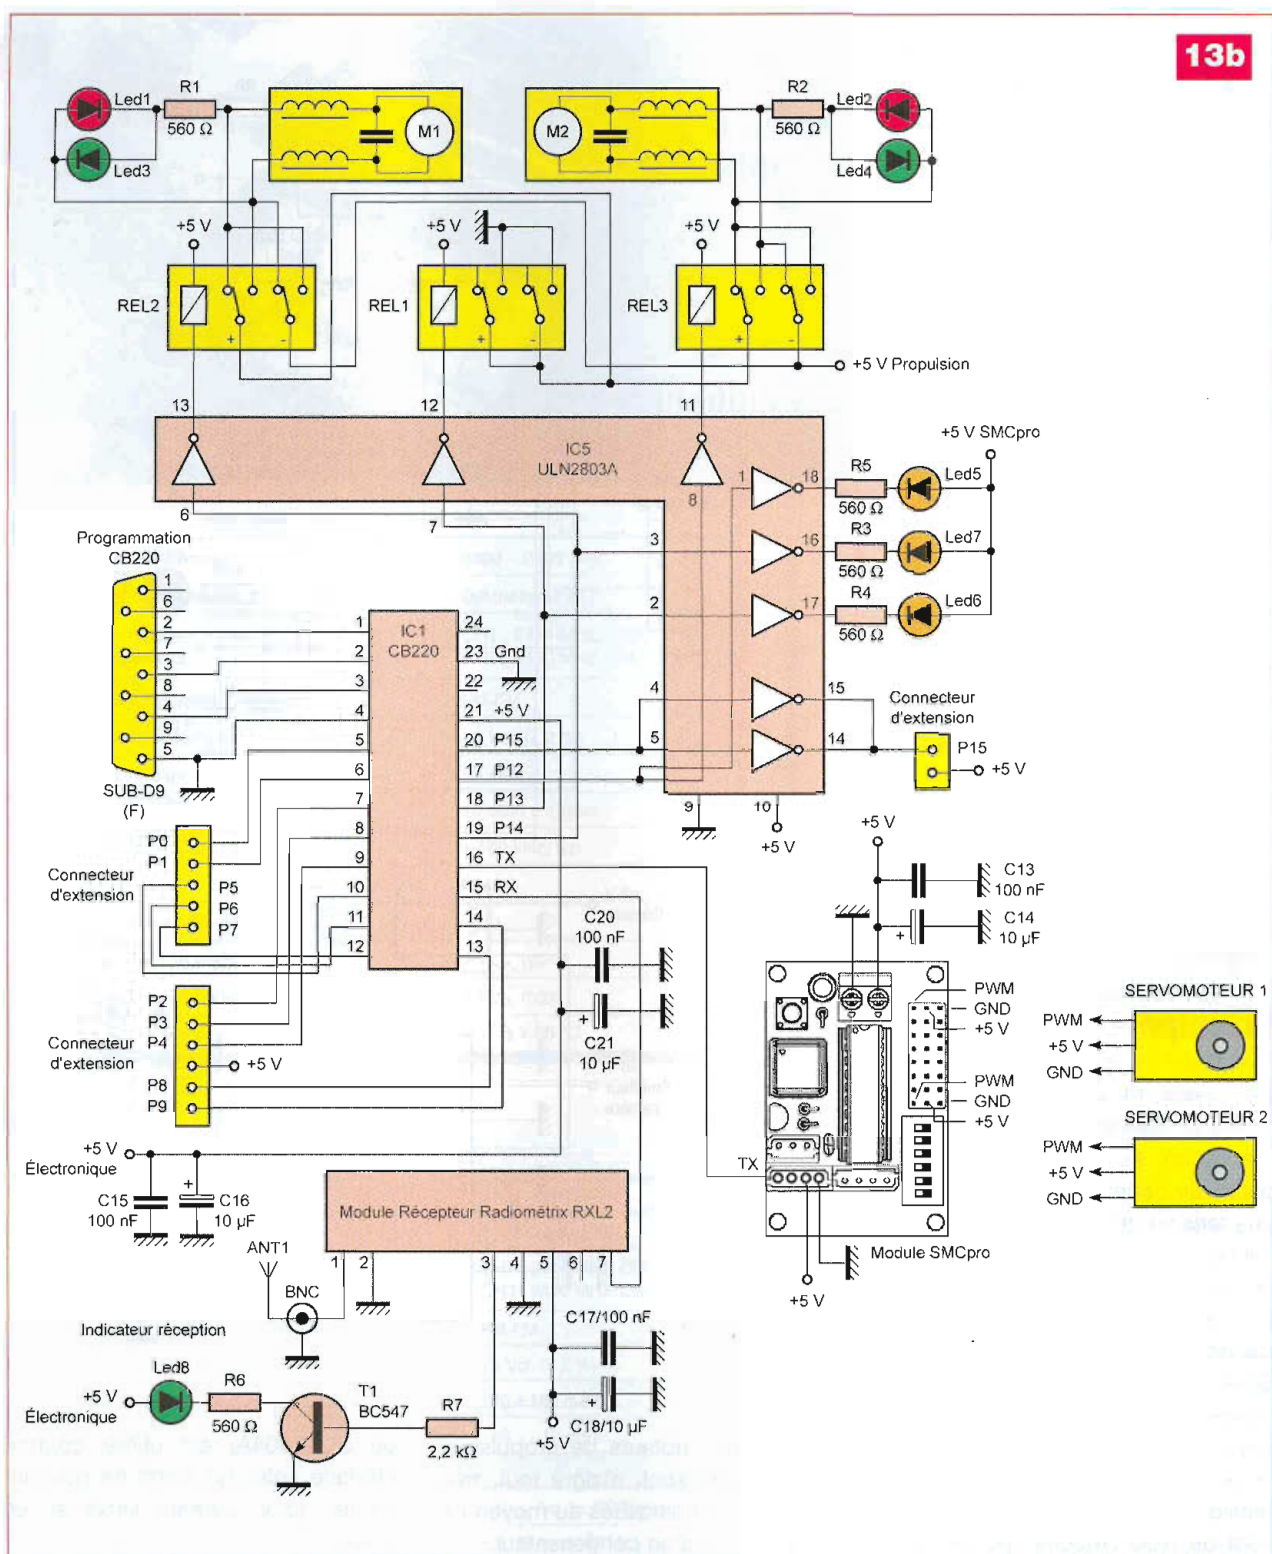 13b
R1
560 Ω
Led1
Led3
M1
M2
R2
560 Ω
Led2
Led4
+5 V
+5 V
+5 V
REL2
+
-
REL1
+
-
REL3
+
-
+5 V Propulsion
13
12
11
IC5
ULN2803A
6
7
8
1
18
3
16
2
17
4
15
5
14
9
10
+5 V
+5 V SMCpro
R5
560 Ω
Led5
R3
560 Ω
Led7
R4
560 Ω
Led6
Connecteur
d'extension
P15
+5 V
Programmation
CB220
1
6
2
7
3
8
4
9
5
SUB-D9
(F)
IC1
CB220
1
2
3
4
5
6
7
8
9
10
11
12
24
23 Gnd
22
21 +5 V
20 P15
17 P12
18 P13
19 P14
16 TX
15 RX
14
13
P0
P1
P5
P6
P7
Connecteur
d'extension
P2
P3
P4
+5 V
P8
P9
Connecteur
d'extension
C20
100 nF
+
C21
10 µF
+5 V
C13
100 nF
+
C14
10 µF
PWM
GND
+5 V
PWM
GND
+5 V
TX
Module SMCpro
+5 V
SERVOMOTEUR 1
PWM
+5 V
GND
SERVOMOTEUR 2
PWM
+5 V
GND
+5 V
Électronique
C15
100 nF
+
C16
10 µF
Module Récepteur Radiométrix RXL2
1
2
3
4
5
6
7
ANT1
BNC
C17/100 nF
+
C18/10 µF
+5 V
Indicateur réception
Led8
+5 V
Électronique
R6
560 Ω
T1
BC547
R7
2,2 kΩ